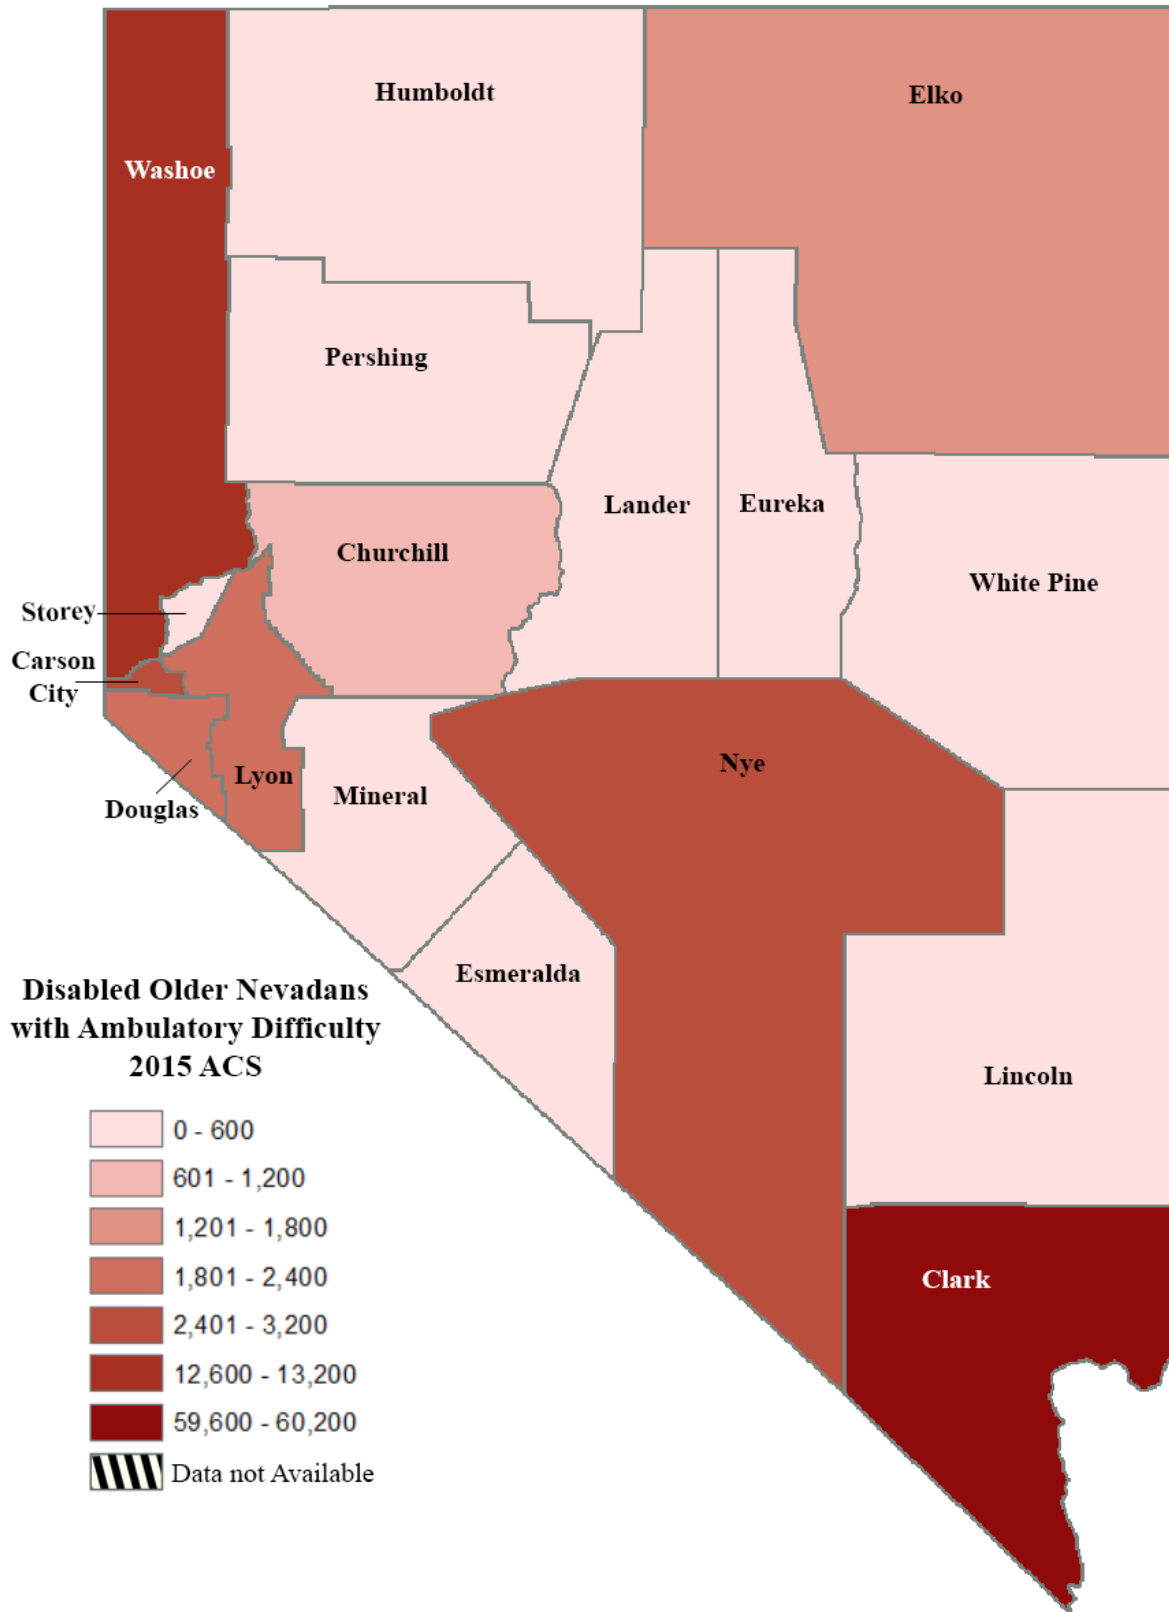 Humboldt
Elko
Washoe
Pershing
Lander
Eureka
Churchill
White Pine
Storey
Carson
City
Nye
Lyon
Mineral
Douglas
Esmeralda
Lincoln
Clark
Disabled Older Nevadans
with Ambulatory Difficulty
2015 ACS
0 - 600
601 - 1,200
1,201 - 1,800
1,801 - 2,400
2,401 - 3,200
12,600 - 13,200
59,600 - 60,200
Data not Available